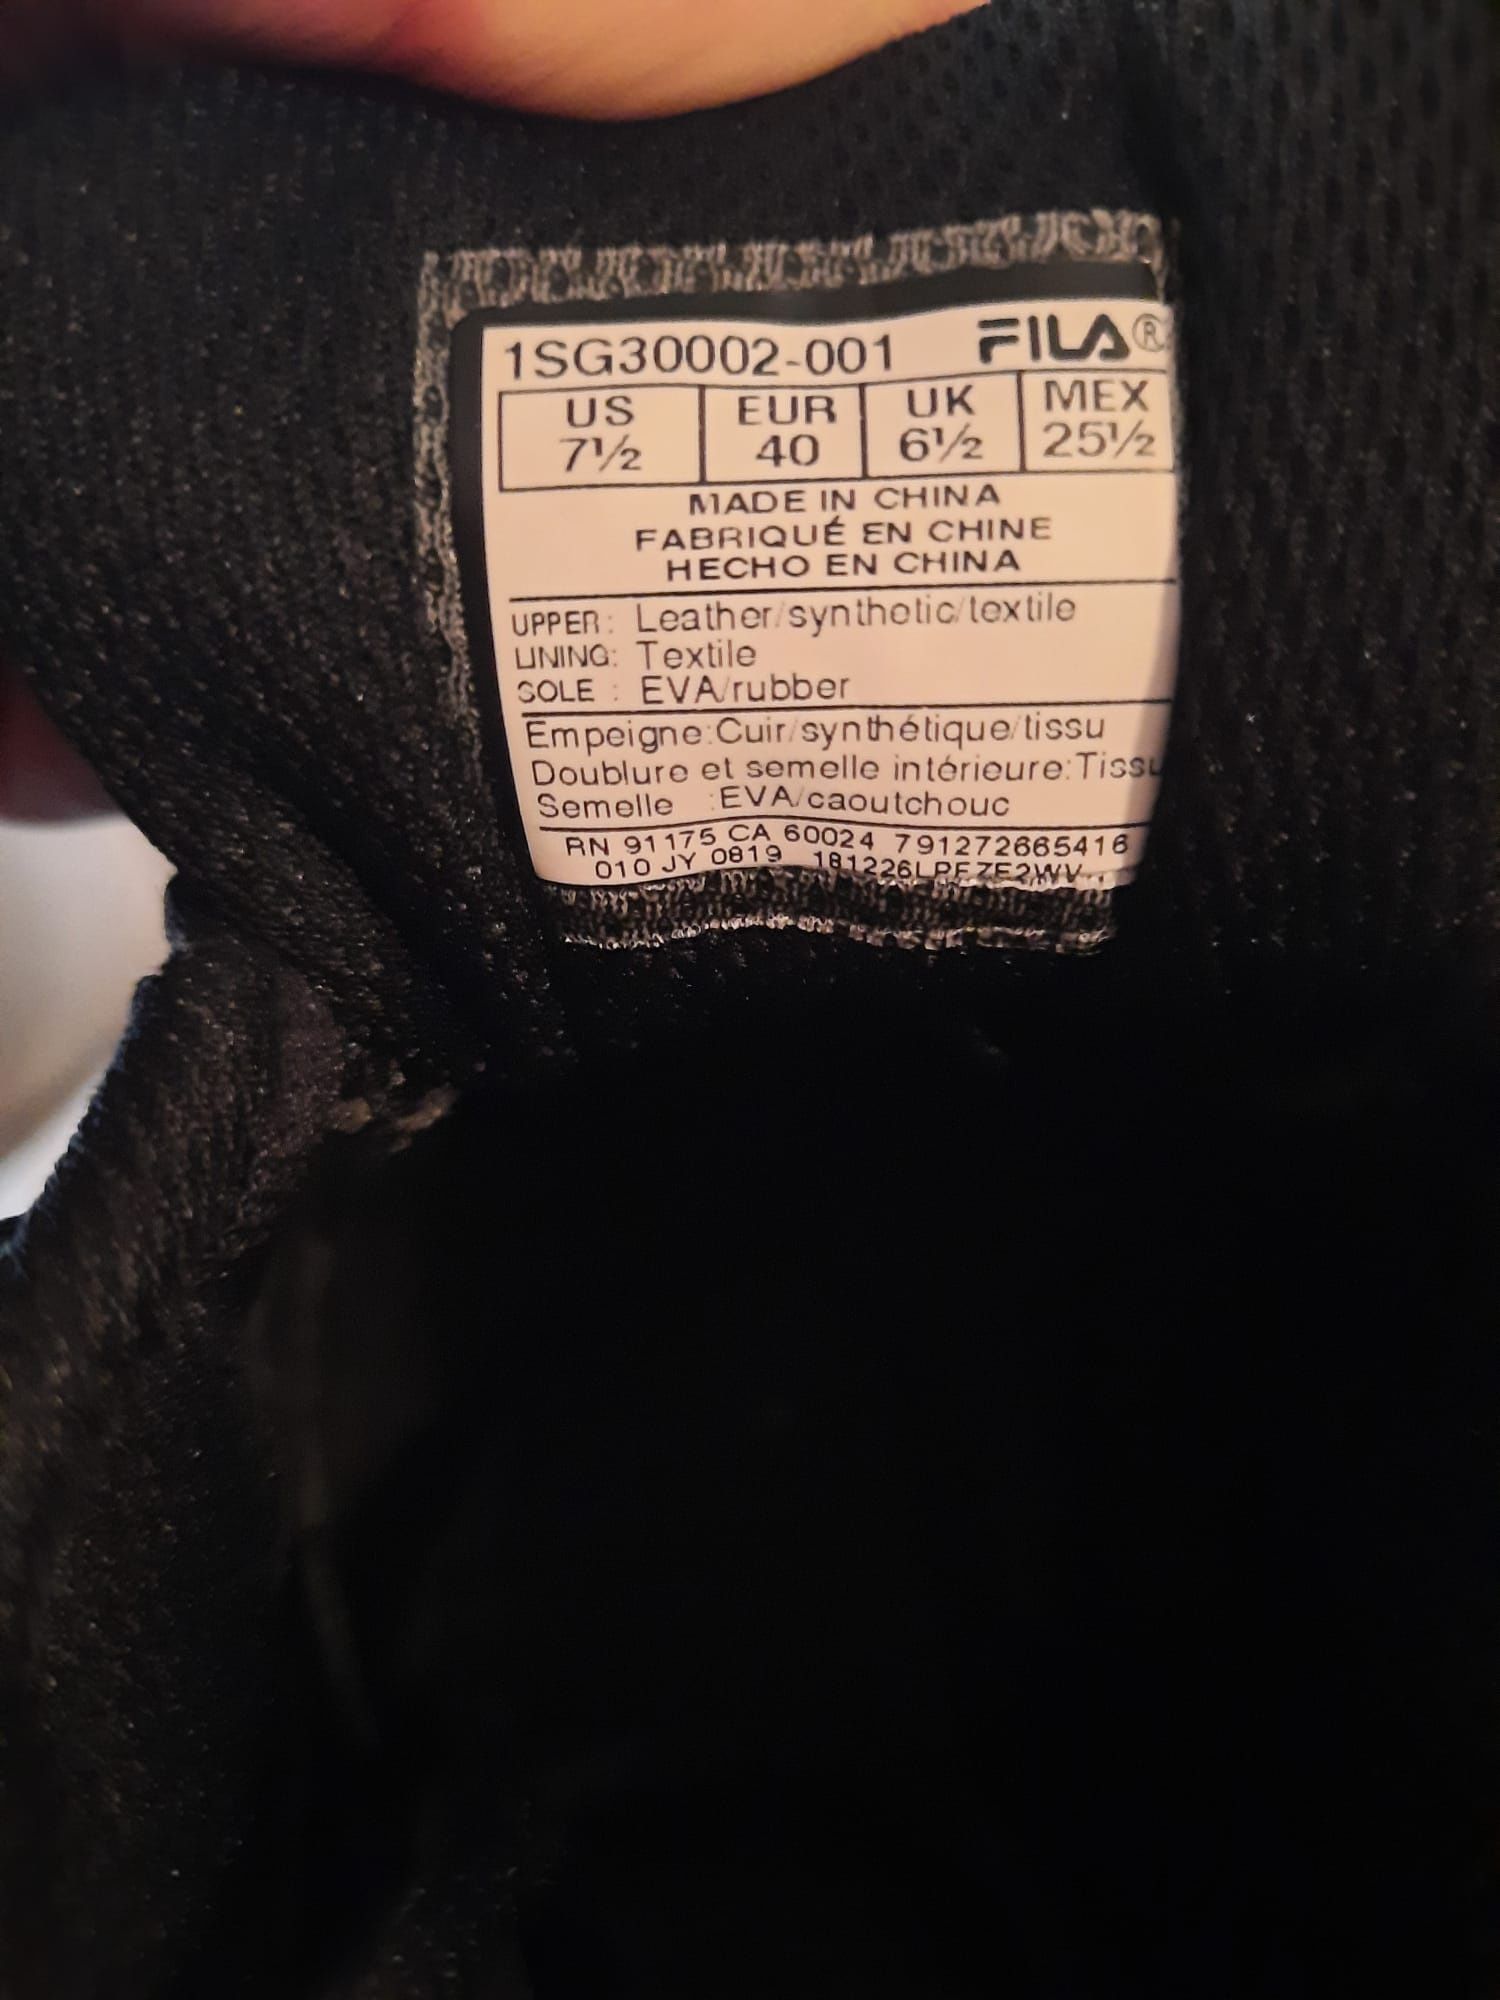 1SG30002-001 FILA®
US EUR UK MEX
7½ 40 6½ 25½
MADE IN CHINA
FABRIQUÉ EN CHINE
HECHO EN CHINA
UPPER: Leather/synthetic/textile
LINING: Textile
SOLE : EVA/rubber
Empeigne:Cuir/synthétique/tissu
Doublure et semelle intérieure:Tissu
Semelle :EVA/caoutchouc
RN 91175 CA 60024 791272665416
010 JY 0819